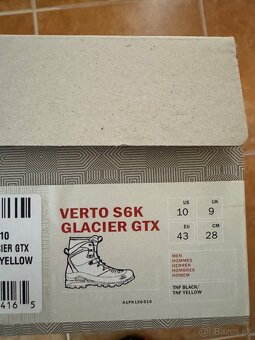 VERTO S6K
GLACIER GTX
US UK
10 9
EU CM
43 28
MEN
HOMMES
HERREN
HOMBRES
HOMEM
TNF BLACK/
TNF YELLOW
10
CIER GTX
YELLOW
416 5